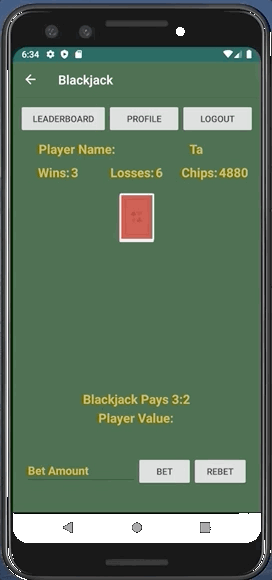 6:34
Blackjack
LEADERBOARD PROFILE LOGOUT
Player Name: Ta
Wins: 3 Losses: 6 Chips: 4880
Blackjack Pays 3:2
Player Value:
Bet Amount BET REBET